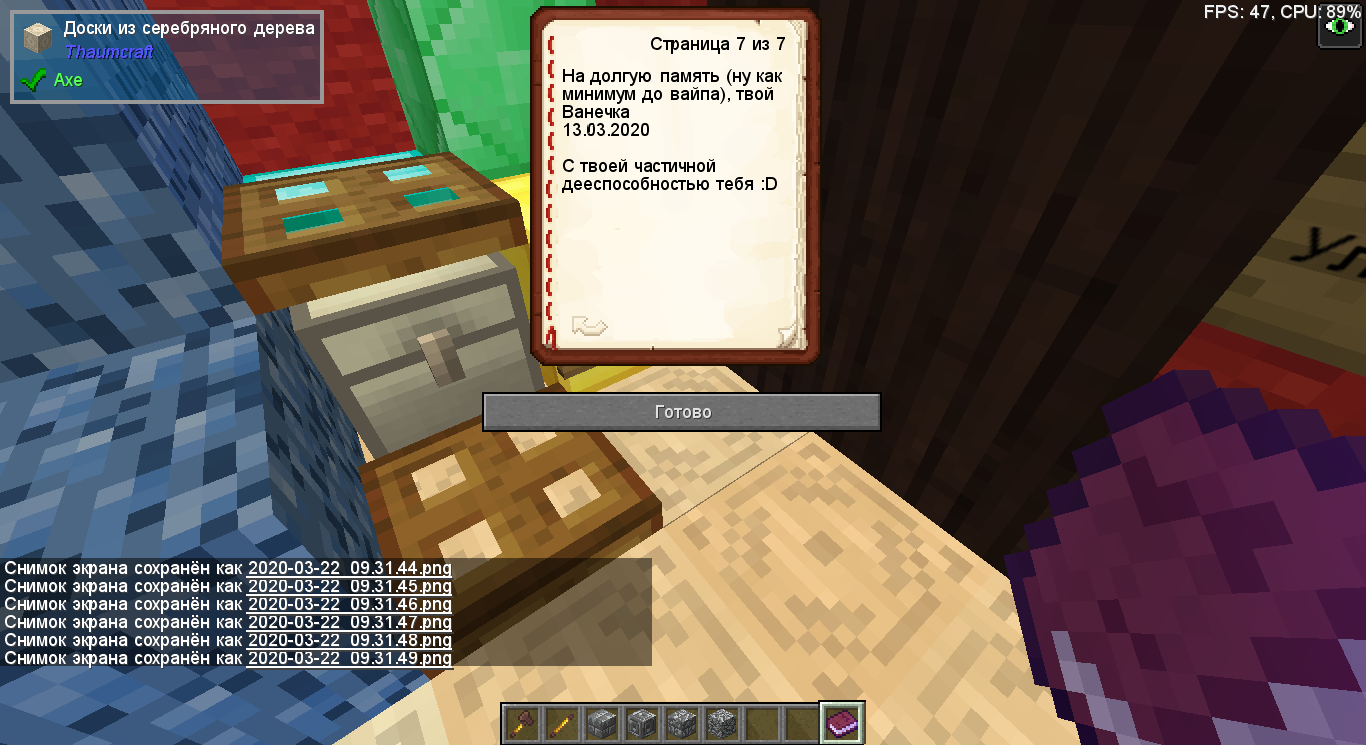 Доски из серебряного дерева
Thaumcraft
Axe
FPS: 47, CPU: 89%
Страница 7 из 7
На долгую память (ну как
минимум до вайпа), твой
Ванечка
13.03.2020
С твоей частичной
дееспособностью тебя :D
Готово
Снимок экрана сохранён как 2020-03-22_09.31.44.png
Снимок экрана сохранён как 2020-03-22_09.31.45.png
Снимок экрана сохранён как 2020-03-22_09.31.46.png
Снимок экрана сохранён как 2020-03-22_09.31.47.png
Снимок экрана сохранён как 2020-03-22_09.31.48.png
Снимок экрана сохранён как 2020-03-22_09.31.49.png